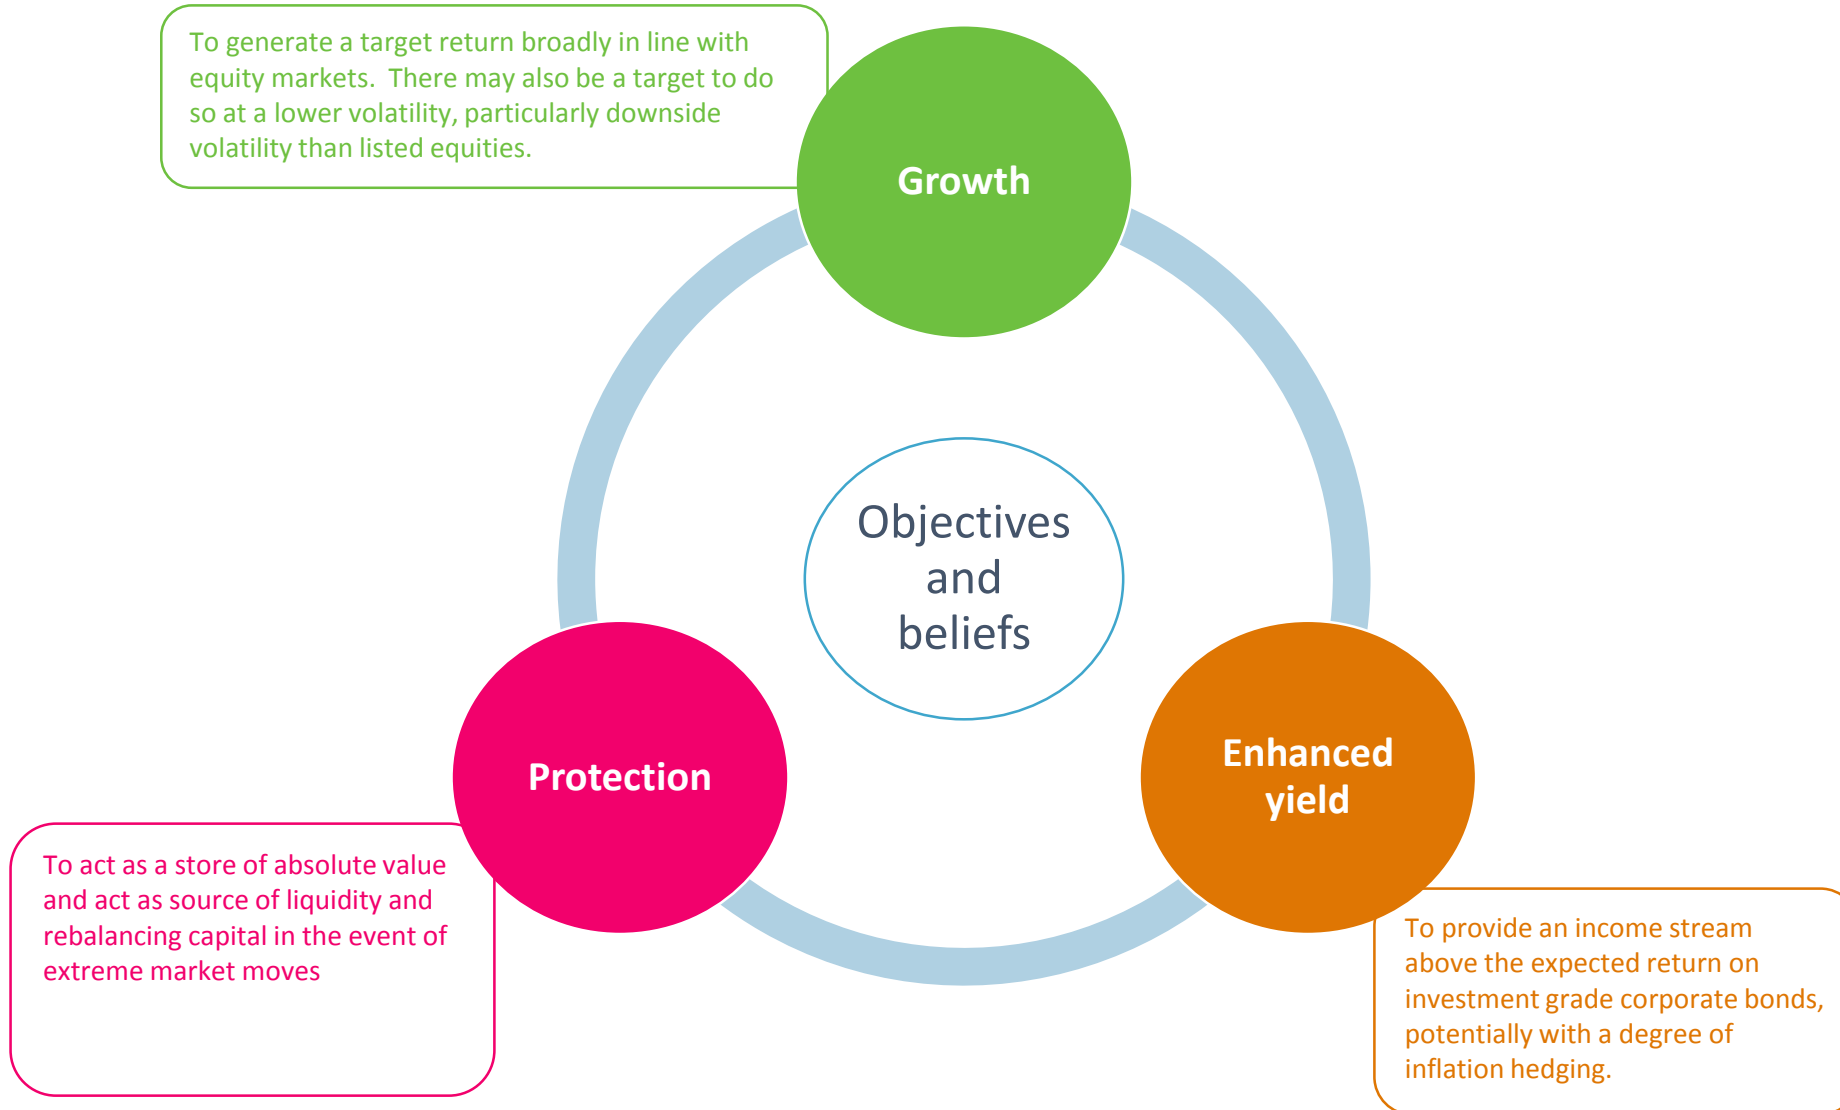 To generate a target return broadly in line with
equity markets.  There may also be a target to do
so at a lower volatility, particularly downside
volatility than listed equities.
Growth
Objectives
and
beliefs
Protection
Enhanced
yield
To act as a store of absolute value
and act as source of liquidity and
rebalancing capital in the event of
extreme market moves
To provide an income stream
above the expected return on
investment grade corporate bonds,
potentially with a degree of
inflation hedging.